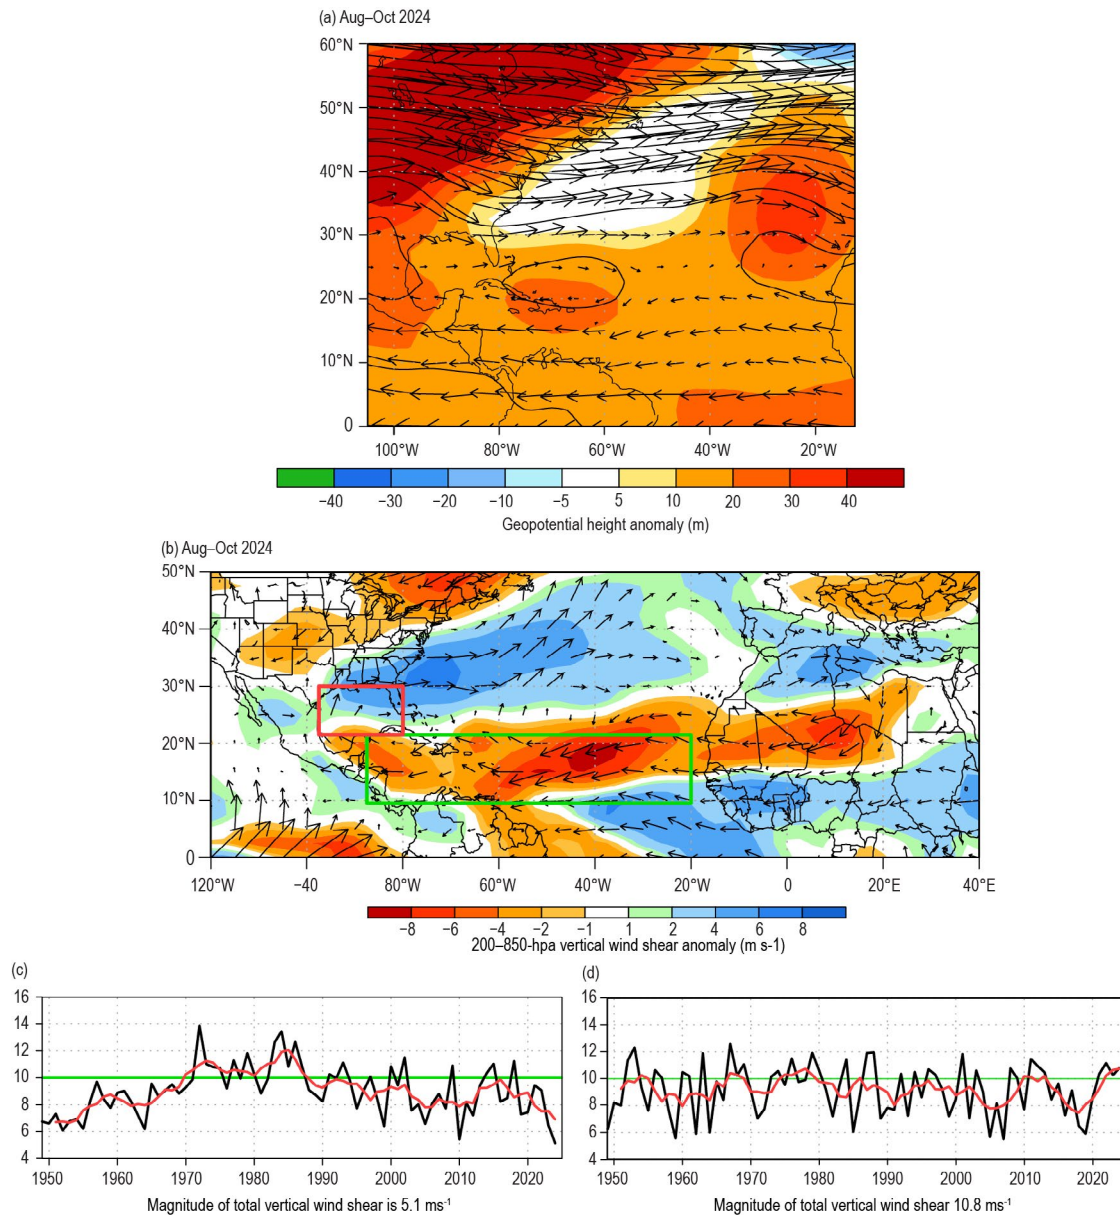 (a) Aug–Oct 2024
60°N
50°N
40°N
30°N
20°N
10°N
0
100°W 80°W 60°W 40°W 20°W
−40 −30 −20 −10 −5 5 10 20 30 40
Geopotential height anomaly (m)
(b) Aug–Oct 2024
50°N
40°N
30°N
20°N
10°N
0
120°W −40 80°W 60°W 40°W 20°W 0 20°E 40°E
−8 −6 −4 −2 −1 1 2 4 6 8
200–850-hpa vertical wind shear anomaly (m s-1)
(c)
16
14
12
10
8
6
4
1950 1960 1970 1980 1990 2000 2010 2020
Magnitude of total vertical wind shear is 5.1 ms⁻¹
(d)
16
14
12
10
8
6
4
1950 1960 1970 1980 1990 2000 2010 2020
Magnitude of total vertical wind shear 10.8 ms⁻¹